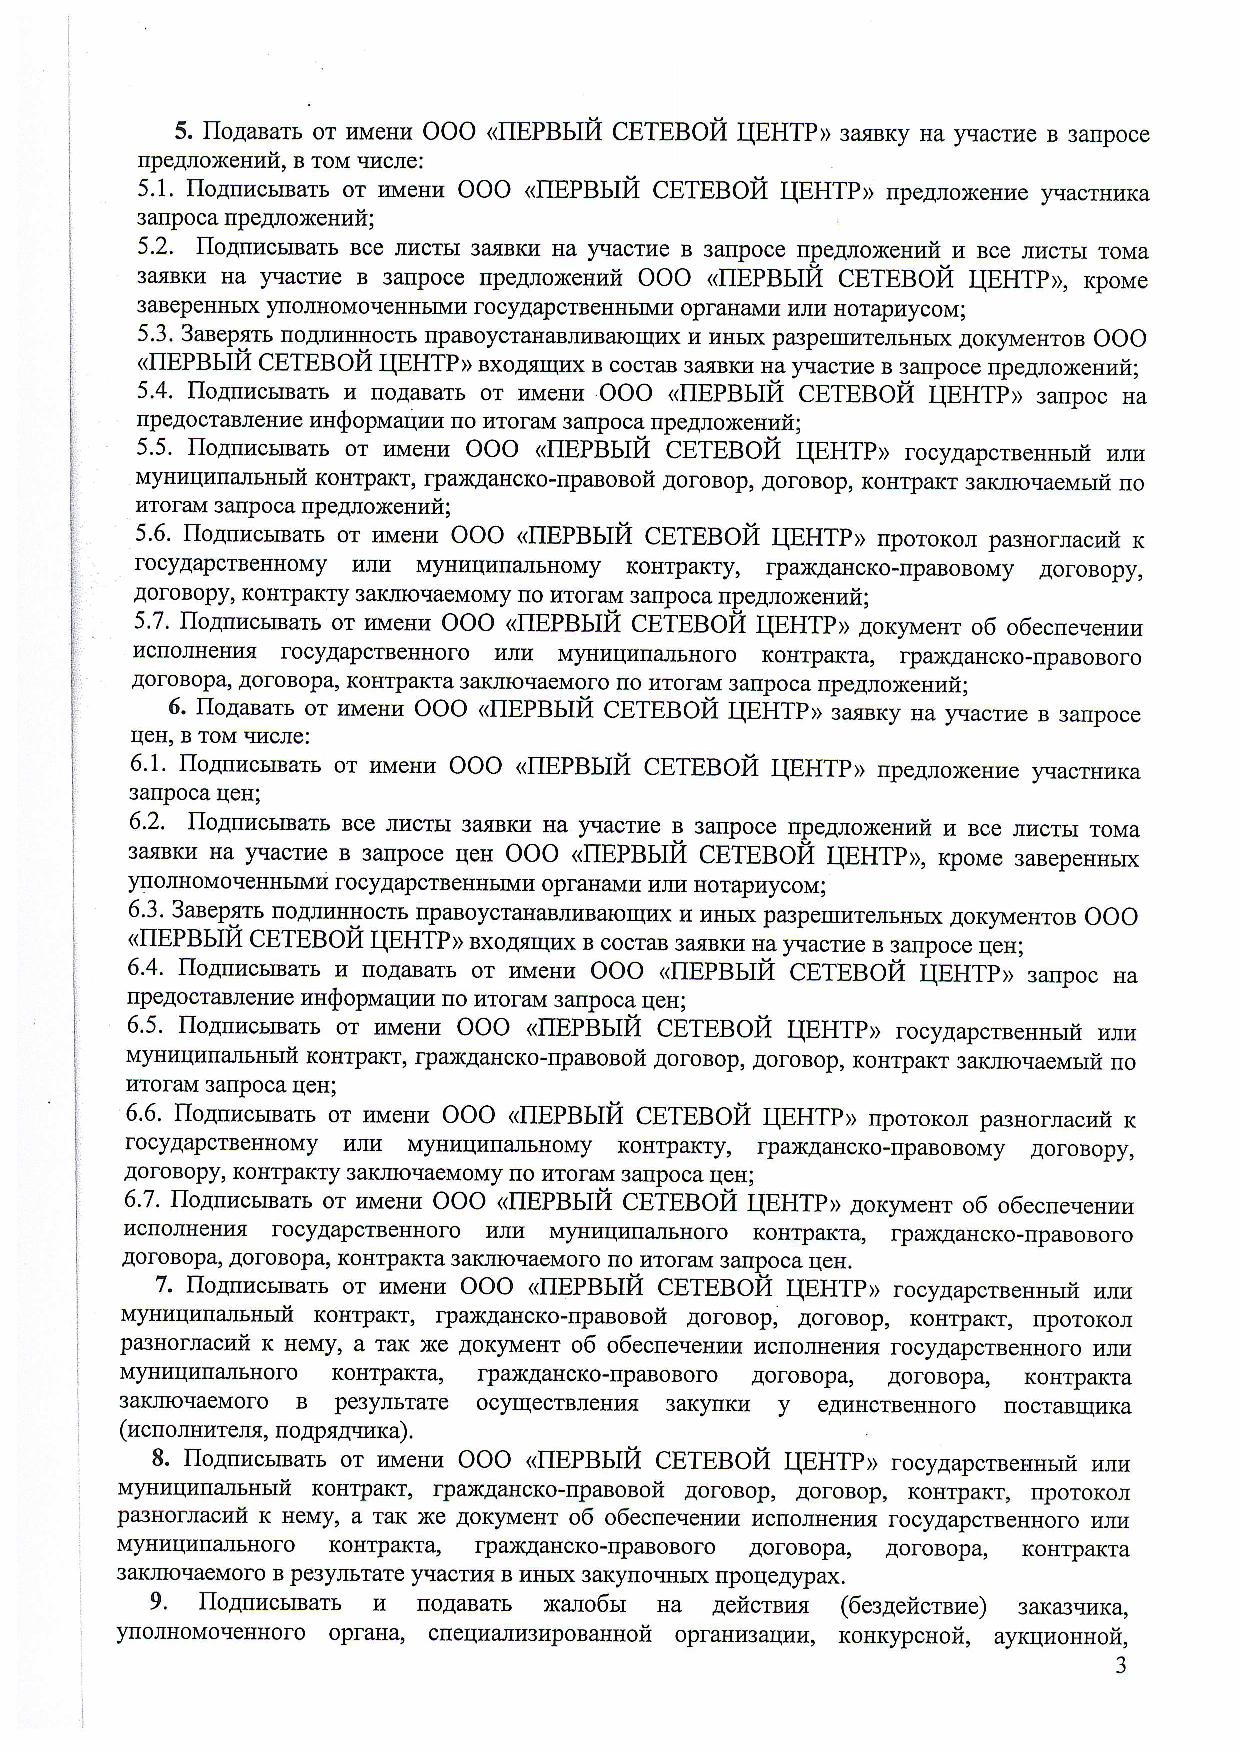 5. Подавать от имени ООО «ПЕРВЫЙ СЕТЕВОЙ ЦЕНТР» заявку на участие в запросе
предложений, в том числе:
5.1. Подписывать от имени ООО «ПЕРВЫЙ СЕТЕВОЙ ЦЕНТР» предложение участника
запроса предложений;
5.2. Подписывать все листы заявки на участие в запросе предложений и все листы тома
заявки на участие в запросе предложений ООО «ПЕРВЫЙ СЕТЕВОЙ ЦЕНТР», кроме
заверенных уполномоченными государственными органами или нотариусом;
5.3. Заверять подлинность правоустанавливающих и иных разрешительных документов ООО
«ПЕРВЫЙ СЕТЕВОЙ ЦЕНТР» входящих в состав заявки на участие в запросе предложений;
5.4. Подписывать и подавать от имени ООО «ПЕРВЫЙ СЕТЕВОЙ ЦЕНТР» запрос на
предоставление информации по итогам запроса предложений;
5.5. Подписывать от имени ООО «ПЕРВЫЙ СЕТЕВОЙ ЦЕНТР» государственный или
муниципальный контракт, гражданско-правовой договор, договор, контракт заключаемый по
итогам запроса предложений;
5.6. Подписывать от имени ООО «ПЕРВЫЙ СЕТЕВОЙ ЦЕНТР» протокол разногласий к
государственному или муниципальному контракту, гражданско-правовому договору,
договору, контракту заключаемому по итогам запроса предложений;
5.7. Подписывать от имени ООО «ПЕРВЫЙ СЕТЕВОЙ ЦЕНТР» документ об обеспечении
исполнения государственного или муниципального контракта, гражданско-правового
договора, договора, контракта заключаемого по итогам запроса предложений;
6. Подавать от имени ООО «ПЕРВЫЙ СЕТЕВОЙ ЦЕНТР» заявку на участие в запросе
цен, в том числе:
6.1. Подписывать от имени ООО «ПЕРВЫЙ СЕТЕВОЙ ЦЕНТР» предложение участника
запроса цен;
6.2. Подписывать все листы заявки на участие в запросе предложений и все листы тома
заявки на участие в запросе цен ООО «ПЕРВЫЙ СЕТЕВОЙ ЦЕНТР», кроме заверенных
уполномоченными государственными органами или нотариусом;
6.3. Заверять подлинность правоустанавливающих и иных разрешительных документов ООО
«ПЕРВЫЙ СЕТЕВОЙ ЦЕНТР» входящих в состав заявки на участие в запросе цен;
6.4. Подписывать и подавать от имени ООО «ПЕРВЫЙ СЕТЕВОЙ ЦЕНТР» запрос на
предоставление информации по итогам запроса цен;
6.5. Подписывать от имени ООО «ПЕРВЫЙ СЕТЕВОЙ ЦЕНТР» государственный или
муниципальный контракт, гражданско-правовой договор, договор, контракт заключаемый по
итогам запроса цен;
6.6. Подписывать от имени ООО «ПЕРВЫЙ СЕТЕВОЙ ЦЕНТР» протокол разногласий к
государственному или муниципальному контракту, гражданско-правовому договору,
договору, контракту заключаемому по итогам запроса цен;
6.7. Подписывать от имени ООО «ПЕРВЫЙ СЕТЕВОЙ ЦЕНТР» документ об обеспечении
исполнения государственного или муниципального контракта, гражданско-правового
договора, договора, контракта заключаемого по итогам запроса цен.
7. Подписывать от имени ООО «ПЕРВЫЙ СЕТЕВОЙ ЦЕНТР» государственный или
муниципальный контракт, гражданско-правовой договор, договор, контракт, протокол
разногласий к нему, а так же документ об обеспечении исполнения государственного или
муниципального контракта, гражданско-правового договора, договора, контракта
заключаемого в результате осуществления закупки у единственного поставщика
(исполнителя, подрядчика).
8. Подписывать от имени ООО «ПЕРВЫЙ СЕТЕВОЙ ЦЕНТР» государственный или
муниципальный контракт, гражданско-правовой договор, договор, контракт, протокол
разногласий к нему, а так же документ об обеспечении исполнения государственного или
муниципального контракта, гражданско-правового договора, договора, контракта
заключаемого в результате участия в иных закупочных процедурах.
9. Подписывать и подавать жалобы на действия (бездействие) заказчика,
уполномоченного органа, специализированной организации, конкурсной, аукционной,
3